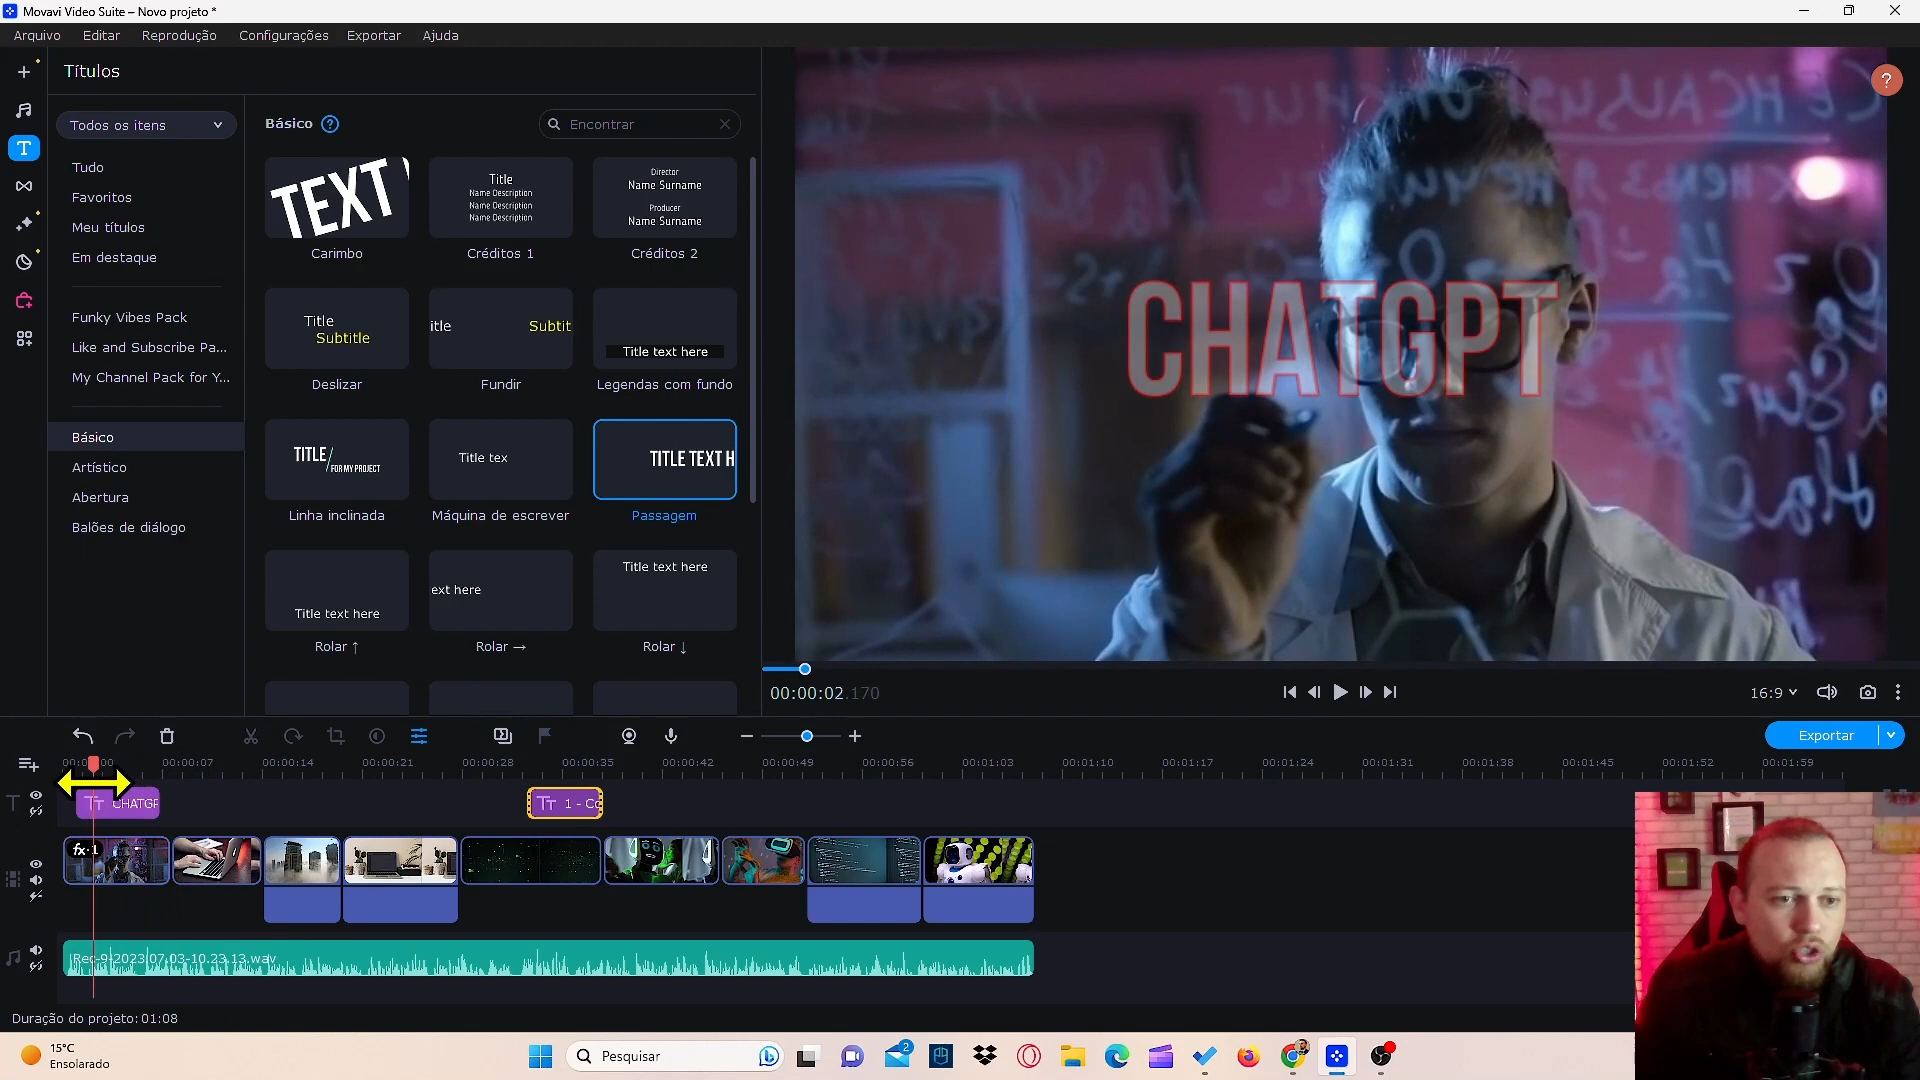 Movavi Video Suite – Novo projeto *
Arquivo Editar Reprodução Configurações Exportar Ajuda
Títulos
Todos os itens
Tudo
Favoritos
Meu títulos
Em destaque
Funky Vibes Pack
Like and Subscribe Pa...
My Channel Pack for Y...
Básico
Artístico
Abertura
Balões de diálogo
Básico ?
Encontrar
TEXT
Carimbo
Title
Name Description
Name Description
Name Description
Créditos 1
Director
Name Surname
Producer
Name Surname
Créditos 2
Title
Subtitle
Deslizar
itle Subtit
Fundir
Title text here
Legendas com fundo
TITLE/
FOR MY PROJECT
Linha inclinada
Title tex
Máquina de escrever
TITLE TEXT H
Passagem
Title text here
Rolar ↑
ext here
Rolar →
Title text here
Rolar ↓
?
CHATGPT
00:00:02.170
16:9
Exportar
00:00:07 00:00:14 00:00:21 00:00:28 00:00:35 00:00:42 00:00:49 00:00:56 00:01:03 00:01:10 00:01:17 00:01:24 00:01:31 00:01:38 00:01:45 00:01:52 00:01:59
CHATGP
1 - Co
fx·1
Rec-9-2023.07.03-10.23.13.wav
Duração do projeto: 01:08
15°C
Ensolarado
Pesquisar
2